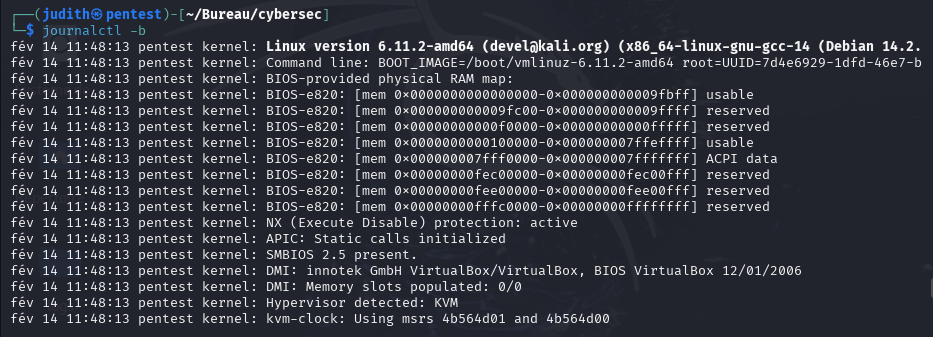 ┌──(judith㉿pentest)-[~/Bureau/cybersec]
└─$ journalctl -b
fév 14 11:48:13 pentest kernel: Linux version 6.11.2-amd64 (devel@kali.org) (x86_64-linux-gnu-gcc-14 (Debian 14.2.
fév 14 11:48:13 pentest kernel: Command line: BOOT_IMAGE=/boot/vmlinuz-6.11.2-amd64 root=UUID=7d4e6929-1dfd-46e7-b
fév 14 11:48:13 pentest kernel: BIOS-provided physical RAM map:
fév 14 11:48:13 pentest kernel: BIOS-e820: [mem 0x0000000000000000-0x000000000009fbff] usable
fév 14 11:48:13 pentest kernel: BIOS-e820: [mem 0x000000000009fc00-0x000000000009ffff] reserved
fév 14 11:48:13 pentest kernel: BIOS-e820: [mem 0x00000000000f0000-0x00000000000fffff] reserved
fév 14 11:48:13 pentest kernel: BIOS-e820: [mem 0x0000000000100000-0x000000007ffeffff] usable
fév 14 11:48:13 pentest kernel: BIOS-e820: [mem 0x000000007fff0000-0x000000007fffffff] ACPI data
fév 14 11:48:13 pentest kernel: BIOS-e820: [mem 0x00000000fec00000-0x00000000fec00fff] reserved
fév 14 11:48:13 pentest kernel: BIOS-e820: [mem 0x00000000fee00000-0x00000000fee00fff] reserved
fév 14 11:48:13 pentest kernel: BIOS-e820: [mem 0x00000000fffc0000-0x00000000ffffffff] reserved
fév 14 11:48:13 pentest kernel: NX (Execute Disable) protection: active
fév 14 11:48:13 pentest kernel: APIC: Static calls initialized
fév 14 11:48:13 pentest kernel: SMBIOS 2.5 present.
fév 14 11:48:13 pentest kernel: DMI: innotek GmbH VirtualBox/VirtualBox, BIOS VirtualBox 12/01/2006
fév 14 11:48:13 pentest kernel: DMI: Memory slots populated: 0/0
fév 14 11:48:13 pentest kernel: Hypervisor detected: KVM
fév 14 11:48:13 pentest kernel: kvm-clock: Using msrs 4b564d01 and 4b564d00